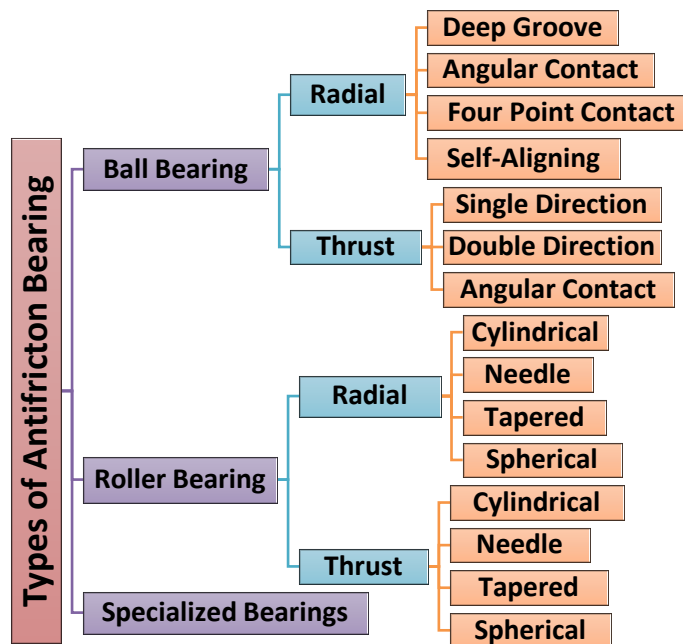 Types of Antifricton Bearing
Ball Bearing
Radial
Deep Groove
Angular Contact
Four Point Contact
Self-Aligning
Thrust
Single Direction
Double Direction
Angular Contact
Roller Bearing
Radial
Cylindrical
Needle
Tapered
Spherical
Thrust
Cylindrical
Needle
Tapered
Spherical
Specialized Bearings